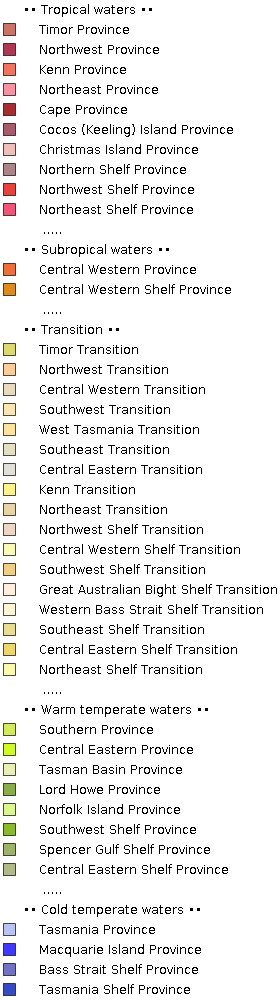 •• Tropical waters ••
Timor Province
Northwest Province
Kenn Province
Northeast Province
Cape Province
Cocos (Keeling) Island Province
Christmas Island Province
Northern Shelf Province
Northwest Shelf Province
Northeast Shelf Province
.....
•• Subropical waters ••
Central Western Province
Central Western Shelf Province
.....
•• Transition ••
Timor Transition
Northwest Transition
Central Western Transition
Southwest Transition
West Tasmania Transition
Southeast Transition
Central Eastern Transition
Kenn Transition
Northeast Transition
Northwest Shelf Transition
Central Western Shelf Transition
Southwest Shelf Transition
Great Australian Bight Shelf Transition
Western Bass Strait Shelf Transition
Southeast Shelf Transition
Central Eastern Shelf Transition
Northeast Shelf Transition
.....
•• Warm temperate waters ••
Southern Province
Central Eastern Province
Tasman Basin Province
Lord Howe Province
Norfolk Island Province
Southwest Shelf Province
Spencer Gulf Shelf Province
Central Eastern Shelf Province
.....
•• Cold temperate waters ••
Tasmania Province
Macquarie Island Province
Bass Strait Shelf Province
Tasmania Shelf Province